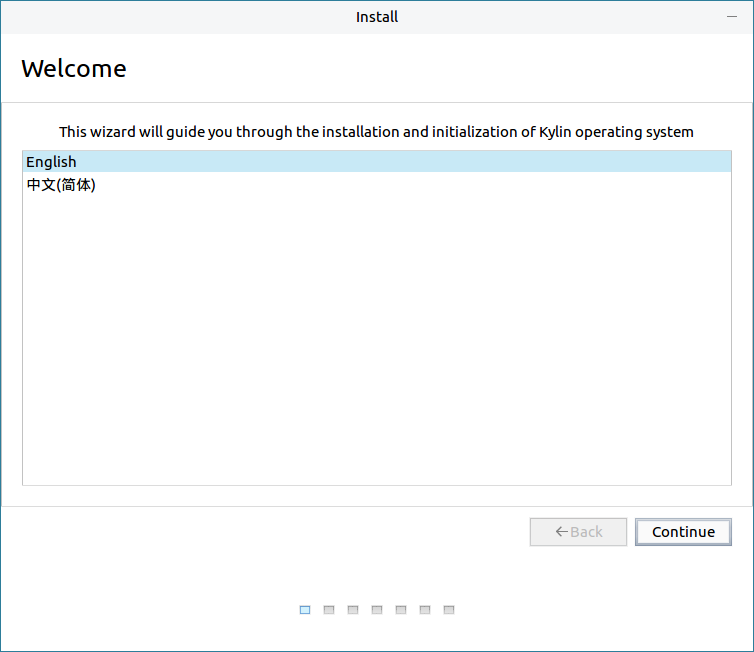 Install
Welcome
This wizard will guide you through the installation and initialization of Kylin operating system
English
中文(简体)
←Back
Continue